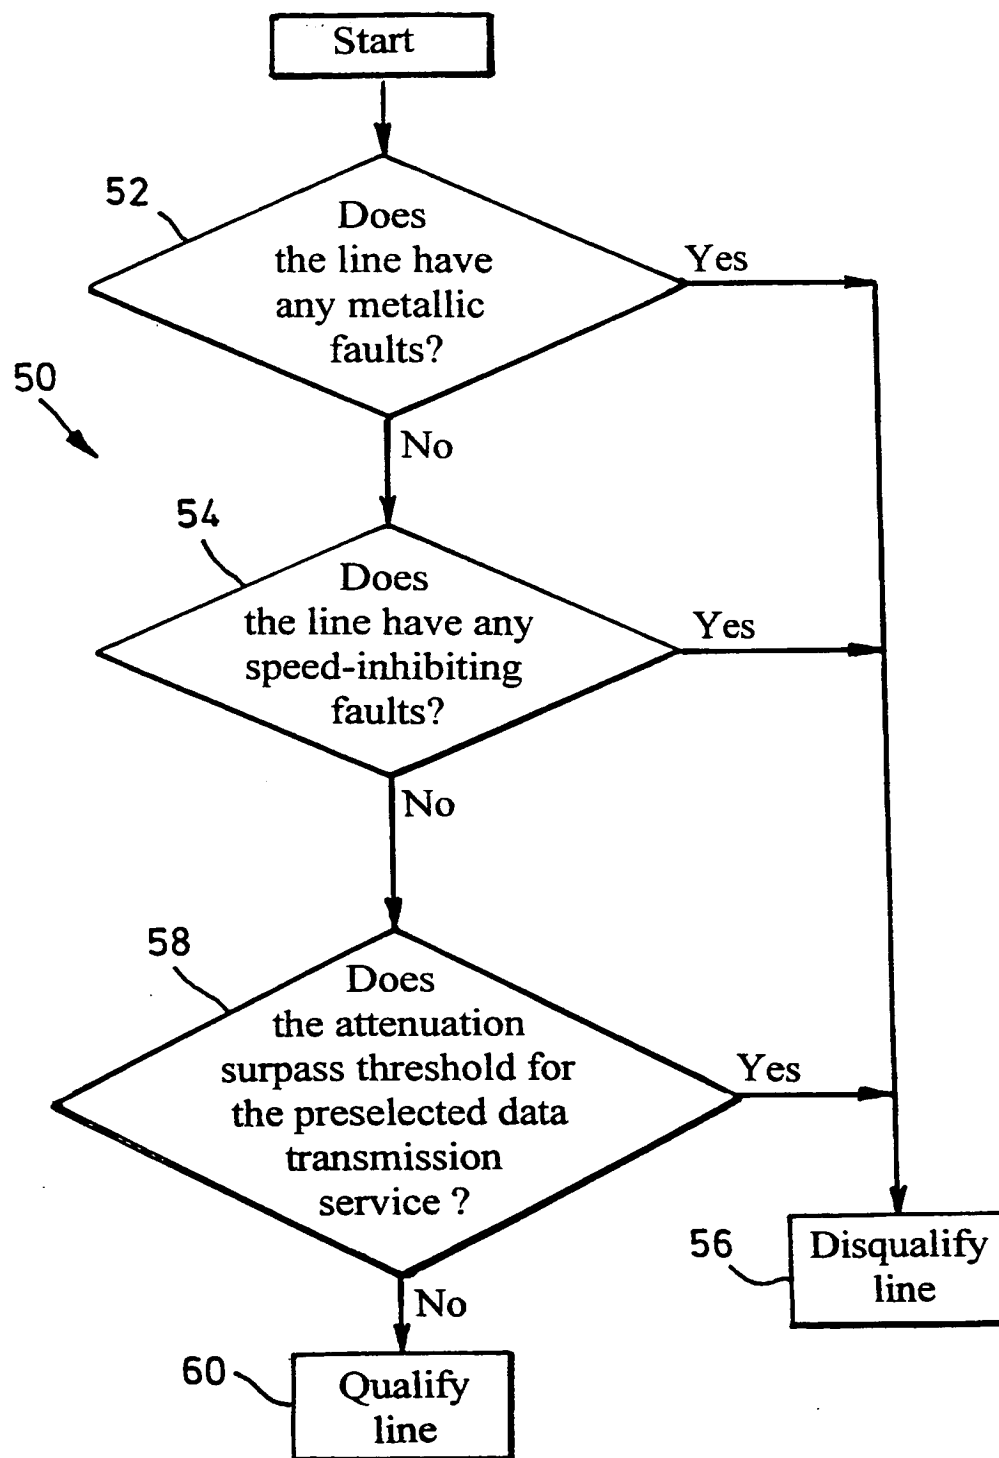 Start
52
Does
the line have
any metallic
faults?
Yes
50
No
54
Does
the line have any
speed-inhibiting
faults?
Yes
No
58
Does
the attenuation
surpass threshold for
the preselected data
transmission
service ?
Yes
56
Disqualify
line
No
60
Qualify
line